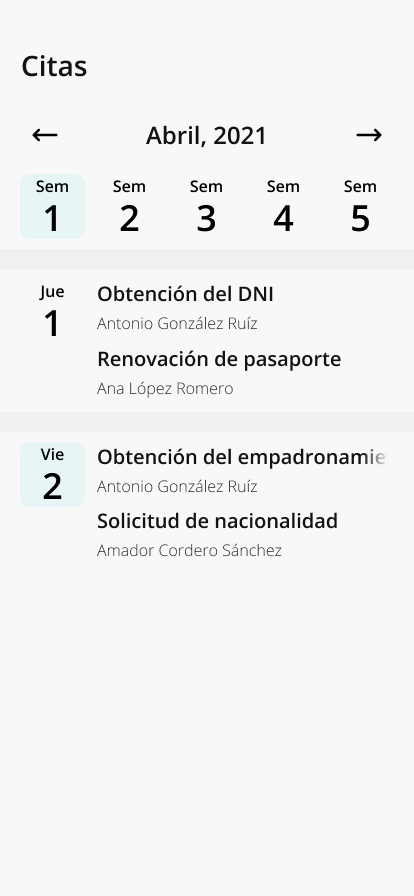 Citas
Abril, 2021
Sem Sem Sem Sem Sem
1 2 3 4 5
Jue
1
Obtención del DNI
Antonio González Ruíz
Renovación de pasaporte
Ana López Romero
Vie
2
Obtención del empadronamie
Antonio González Ruíz
Solicitud de nacionalidad
Amador Cordero Sánchez